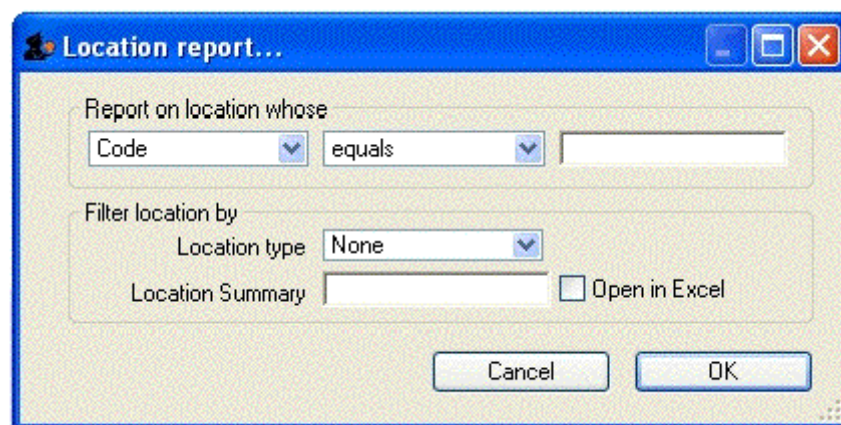 Location report...
Report on location whose
Code equals
Filter location by
Location type None
Location Summary Open in Excel
Cancel OK